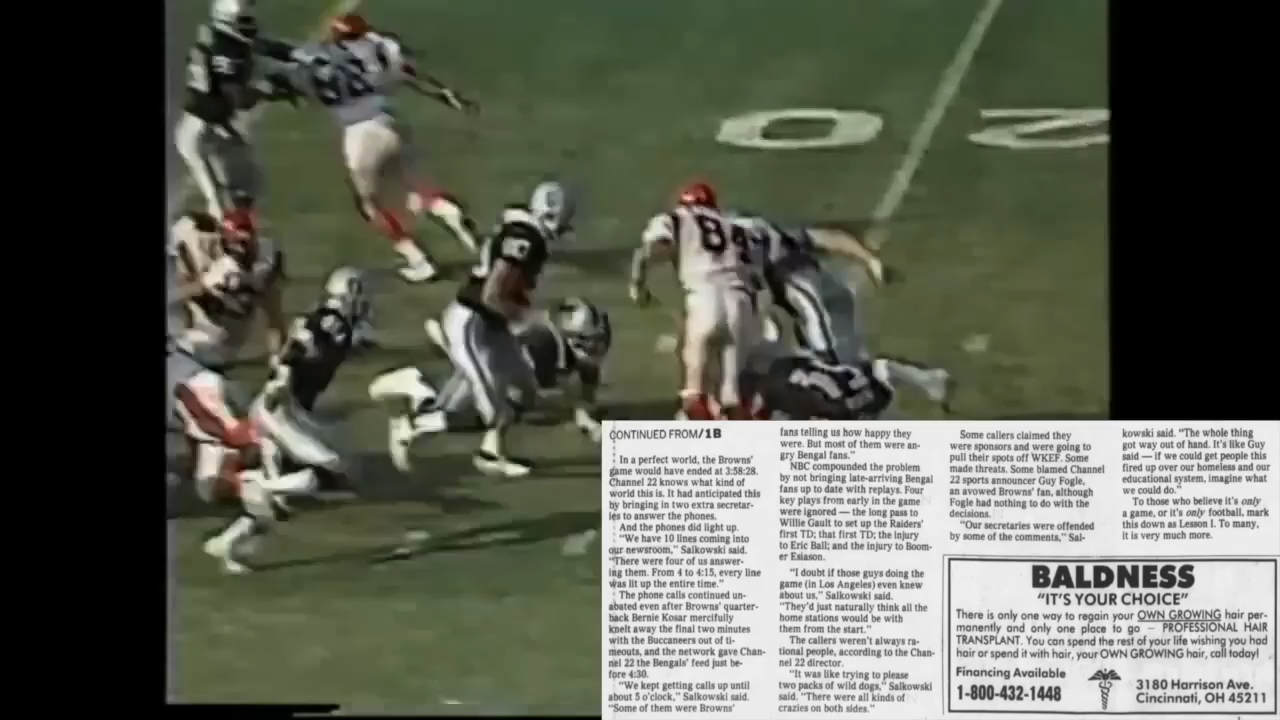 86
84
2 0
CONTINUED FROM/1B
In a perfect world, the Browns'
game would have ended at 3:58:28.
Channel 22 knows what kind of
world this is. It had anticipated this
by bringing in two extra secretar-
ies to answer the phones.
And the phones did light up.
"We have 10 lines coming into
our newsroom," Salkowski said.
"There were four of us answer-
ing them. From 4 to 4:15, every line
was lit up the entire time."
The phone calls continued un-
abated even after Browns' quarter-
back Bernie Kosar mercifully
knelt away the final two minutes
with the Buccaneers out of ti-
meouts, and the network gave Chan-
nel 22 the Bengals' feed just be-
fore 4:30.
"We kept getting calls up until
about 5 o'clock," Salkowski said.
"Some of them were Browns'
fans telling us how happy they
were. But most of them were an-
gry Bengal fans."
NBC compounded the problem
by not bringing late-arriving Bengal
fans up to date with replays. Four
key plays from early in the game
were ignored — the long pass to
Willie Gault to set up the Raiders'
first TD; that first TD; the injury
to Eric Ball; and the injury to Boom-
er Esiason.
"I doubt if those guys doing the
game (in Los Angeles) even knew
about us," Salkowski said.
"They'd just naturally think all the
home stations would be with
them from the start."
The callers weren't always ra-
tional people, according to the Chan-
nel 22 director.
"It was like trying to please
two packs of wild dogs," Salkowski
said. "There were all kinds of
crazies on both sides."
Some callers claimed they
were sponsors and were going to
pull their spots off WKEF. Some
made threats. Some blamed Channel
22 sports announcer Guy Fogle,
an avowed Browns' fan, although
Fogle had nothing to do with the
decisions.
"Our secretaries were offended
by some of the comments," Sal-
kowski said. "The whole thing
got way out of hand. It's like Guy
said — if we could get people this
fired up over our homeless and our
educational system, imagine what
we could do."
To those who believe it's only
a game, or it's only football, mark
this down as Lesson I. To many,
it is very much more.
BALDNESS
"IT'S YOUR CHOICE"
There is only one way to regain your OWN GROWING hair per-
manently and only one place to go – PROFESSIONAL HAIR
TRANSPLANT. You can spend the rest of your life wishing you had
hair or spend it with hair, your OWN GROWING hair, call today!
Financing Available
1-800-432-1448
3180 Harrison Ave.
Cincinnati, OH 45211